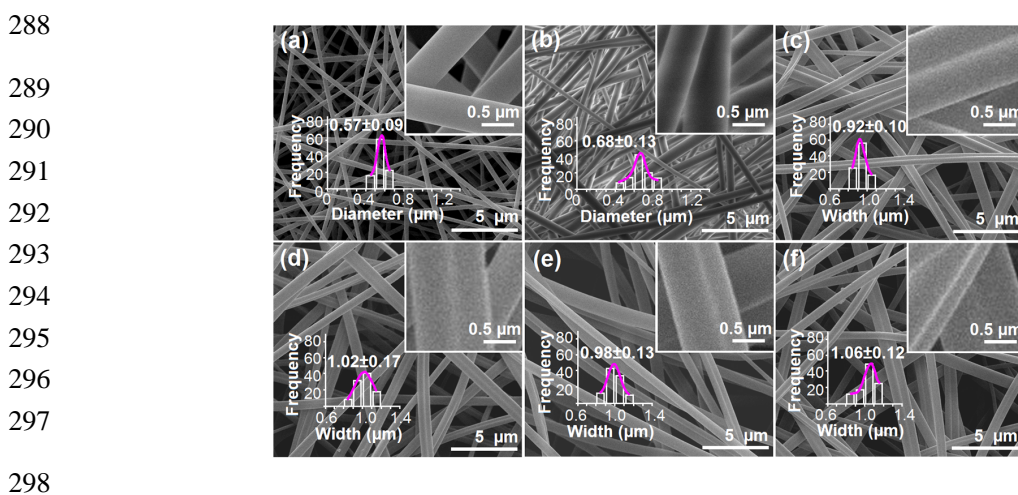 288
289
290
291
292
293
294
295
296
297
298
(a)
0.5 µm
0.57±0.09
Frequency
80
60
40
20
0
0 0.4 0.8 1.2
Diameter (µm)
5 µm
(b)
0.5 µm
0.68±0.13
Frequency
80
60
40
20
0
0 0.4 0.8 1.2
Diameter (µm)
5 µm
(c)
0.5 µm
0.92±0.10
Frequency
80
60
40
20
0
0.6 1.0 1.4
Width (µm)
5 µm
(d)
0.5 µm
1.02±0.17
Frequency
80
60
40
20
0.6 1.0 1.4
Width (µm)
5 µm
(e)
0.5 µm
0.98±0.13
Frequency
80
60
40
20
0.6 1.0 1.4
Width (µm)
5 µm
(f)
0.5 µm
1.06±0.12
Frequency
80
60
40
20
0.6 1.0 1.4
Width (µm)
5 µm